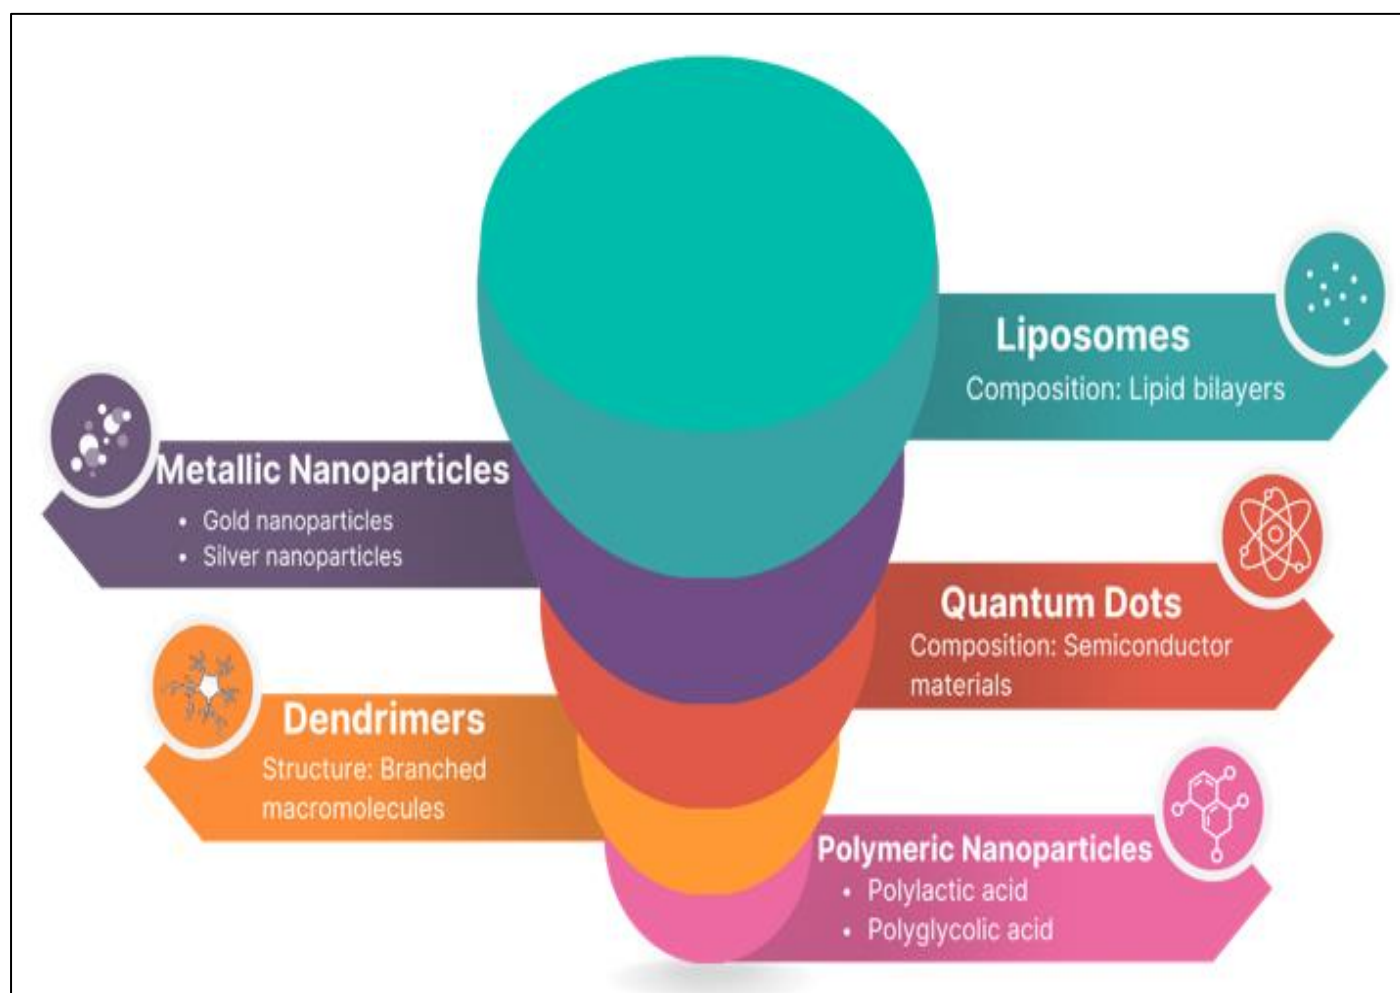 Liposomes
Composition: Lipid bilayers
Metallic Nanoparticles
• Gold nanoparticles
• Silver nanoparticles
Quantum Dots
Composition: Semiconductor
materials
Dendrimers
Structure: Branched
macromolecules
Polymeric Nanoparticles
• Polylactic acid
• Polyglycolic acid